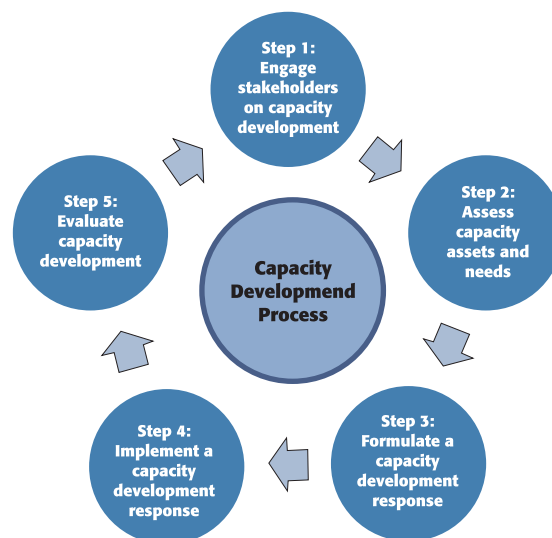 Step 1:
Engage
stakeholders
on capacity
development
Step 2:
Assess
capacity
assets and
needs
Step 3:
Formulate a
capacity
development
response
Step 4:
Implement a
capacity
development
response
Step 5:
Evaluate
capacity
development
Capacity
Developmend
Process